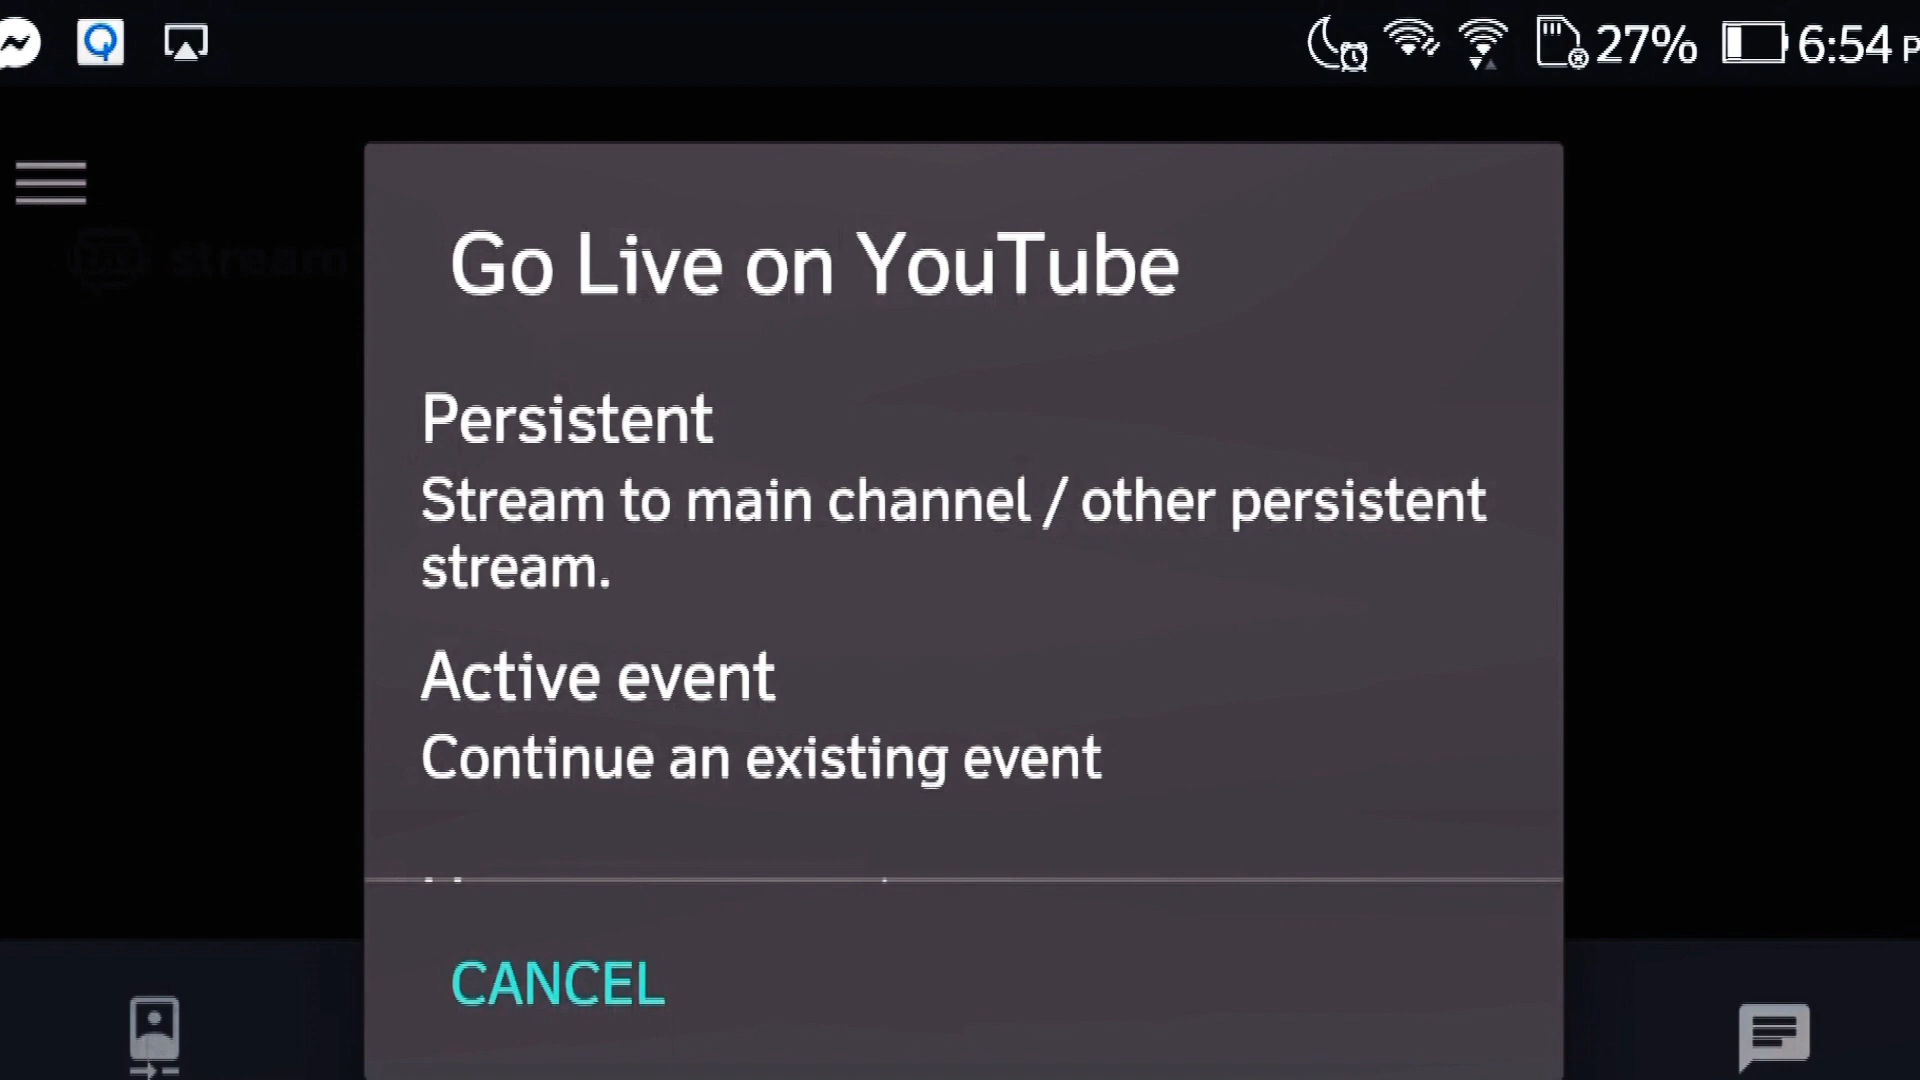 27% 6:54 P
stream
Go Live on YouTube
Persistent
Stream to main channel / other persistent
stream.
Active event
Continue an existing event
CANCEL